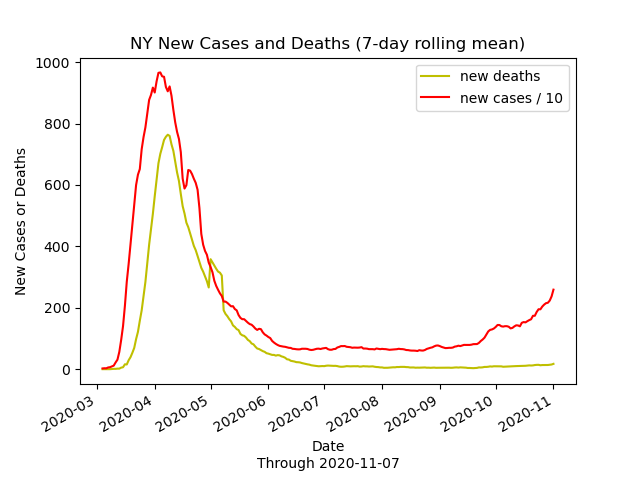 NY New Cases and Deaths (7-day rolling mean)
new deaths
new cases / 10
New Cases or Deaths
1000
800
600
400
200
0
2020-03
2020-04
2020-05
2020-06
2020-07
2020-08
2020-09
2020-10
2020-11
Date
Through 2020-11-07